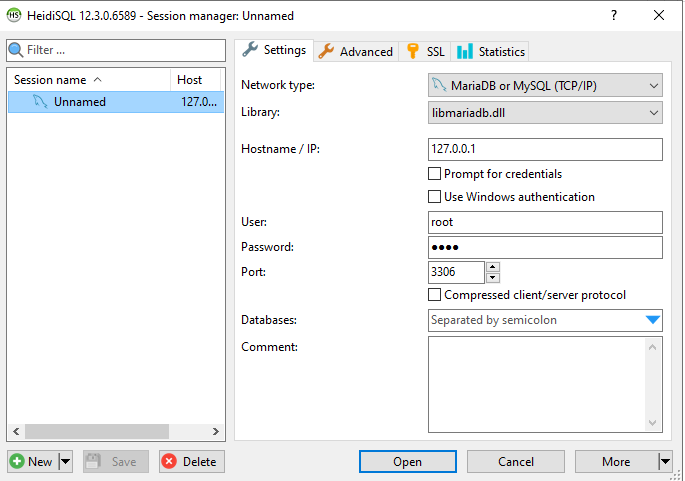 HS HeidiSQL 12.3.0.6589 - Session manager: Unnamed
Filter ...
Session name Host
Unnamed 127.0...
Settings Advanced SSL Statistics
Network type: MariaDB or MySQL (TCP/IP)
Library: libmariadb.dll
Hostname / IP: 127.0.0.1
Prompt for credentials
Use Windows authentication
User: root
Password: ●●●●
Port: 3306
Compressed client/server protocol
Databases: Separated by semicolon
Comment:
New Save Delete Open Cancel More